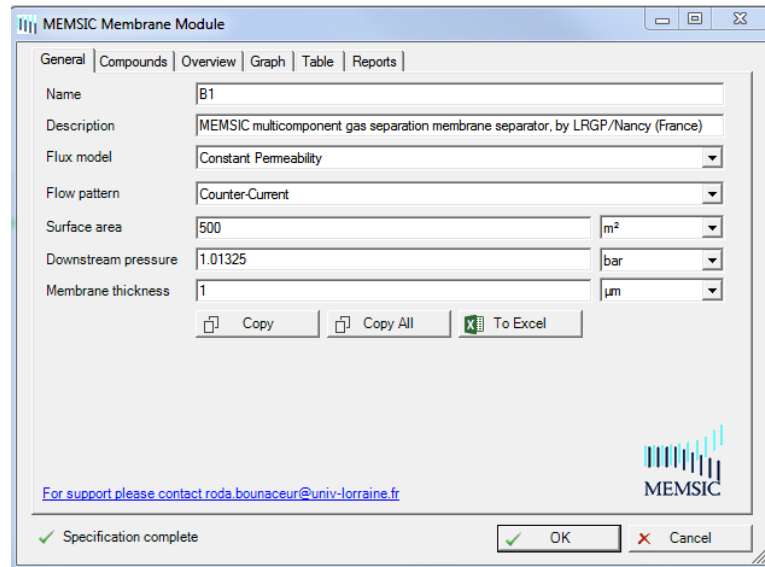 MEMSIC Membrane Module
General Compounds Overview Graph Table Reports
Name B1
Description MEMSIC multicomponent gas separation membrane separator, by LRGP/Nancy (France)
Flux model Constant Permeability
Flow pattern Counter-Current
Surface area 500 m²
Downstream pressure 1.01325 bar
Membrane thickness 1 µm
Copy Copy All To Excel
MEMSIC
For support please contact roda.bounaceur@univ-lorraine.fr
Specification complete OK Cancel